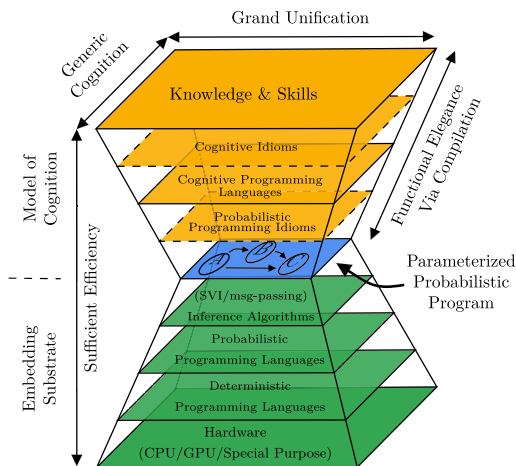 Grand Unification
Generic
Cognition
Knowledge & Skills
Functional Elegance
Via Compilation
Cognitive Idioms
Cognitive Programming
Languages
Probabilistic
Programming Idioms
A
B
C
Parameterized
Probabilistic
Program
Model of
Cognition
Sufficient Efficiency
Embedding
Substrate
(SVI/msg-passing)
Inference Algorithms
Probabilistic
Programming Languages
Deterministic
Programming Languages
Hardware
(CPU/GPU/Special Purpose)